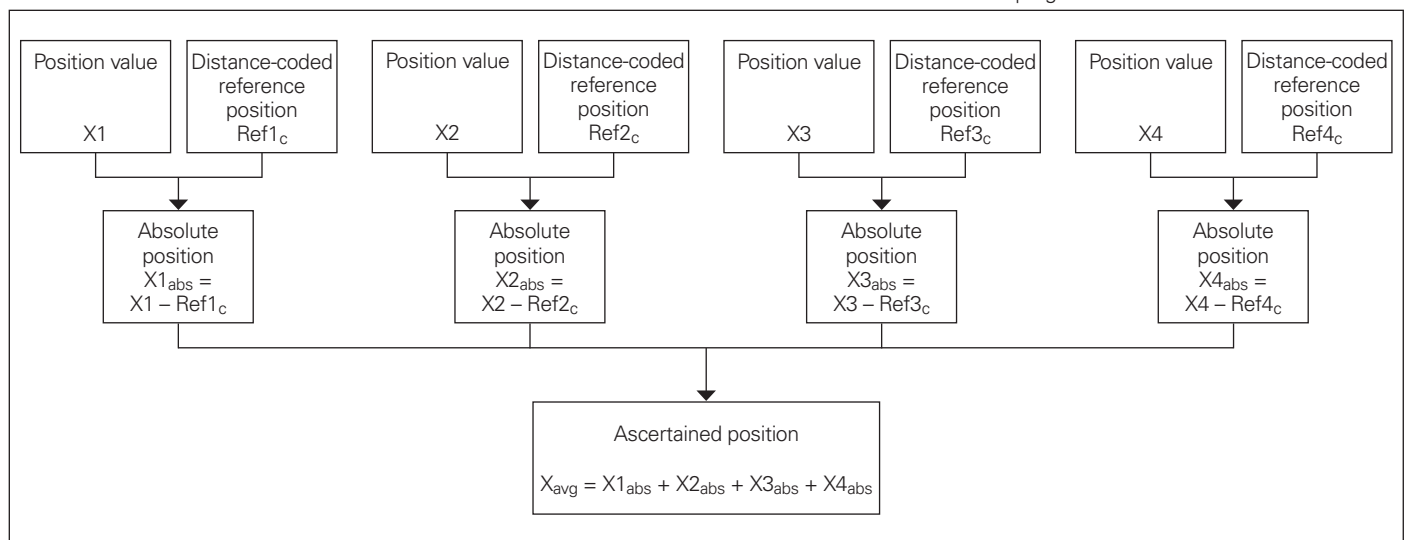 Position value
X1
Distance-coded
reference
position
Ref1c
Position value
X2
Distance-coded
reference
position
Ref2c
Position value
X3
Distance-coded
reference
position
Ref3c
Position value
X4
Distance-coded
reference
position
Ref4c
Absolute
position
X1abs =
X1 – Ref1c
Absolute
position
X2abs =
X2 – Ref2c
Absolute
position
X3abs =
X3 – Ref3c
Absolute
position
X4abs =
X4 – Ref4c
Ascertained position
Xavg = X1abs + X2abs + X3abs + X4abs